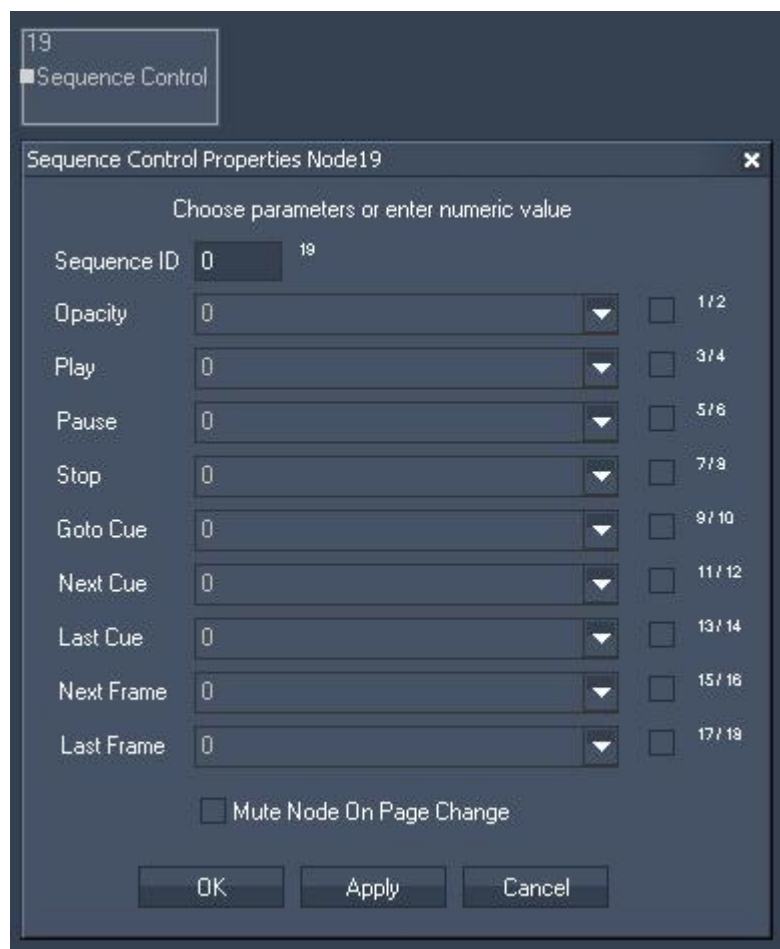 19
Sequence Control
Sequence Control Properties Node19
Choose parameters or enter numeric value
Sequence ID 0 19
Opacity 0 1/2
Play 0 3/4
Pause 0 5/6
Stop 0 7/8
Goto Cue 0 9/10
Next Cue 0 11/12
Last Cue 0 13/14
Next Frame 0 15/16
Last Frame 0 17/18
Mute Node On Page Change
OK Apply Cancel